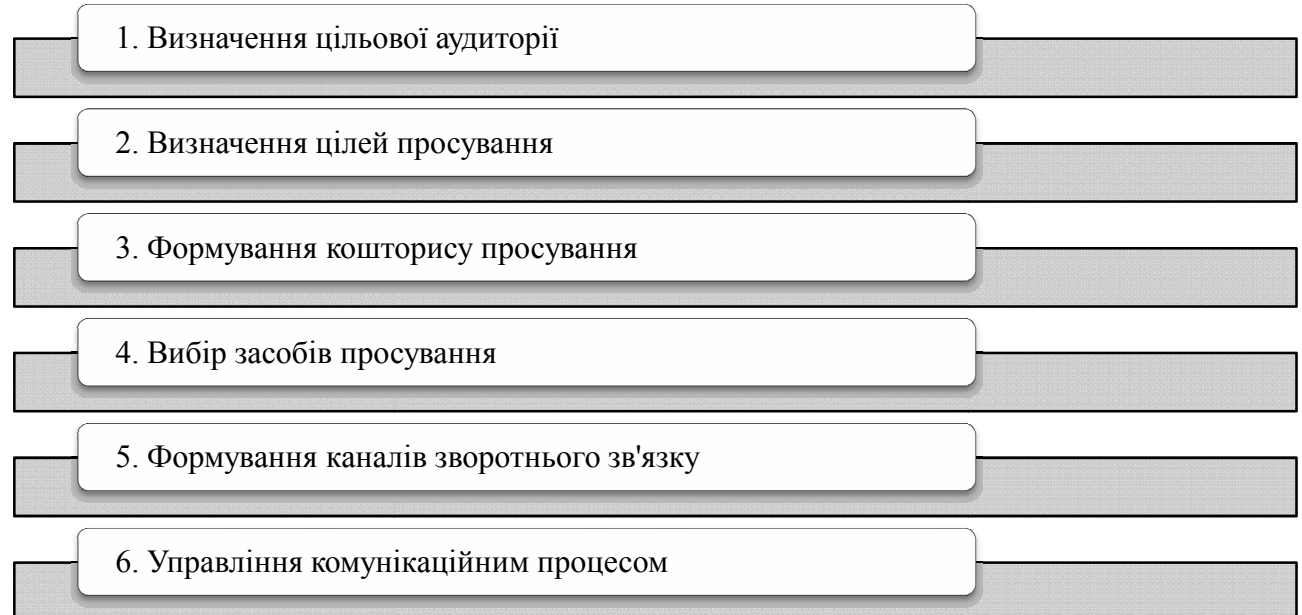 1. Визначення цільової аудиторії
2. Визначення цілей просування
3. Формування кошторису просування
4. Вибір засобів просування
5. Формування каналів зворотнього зв'язку
6. Управління комунікаційним процесом